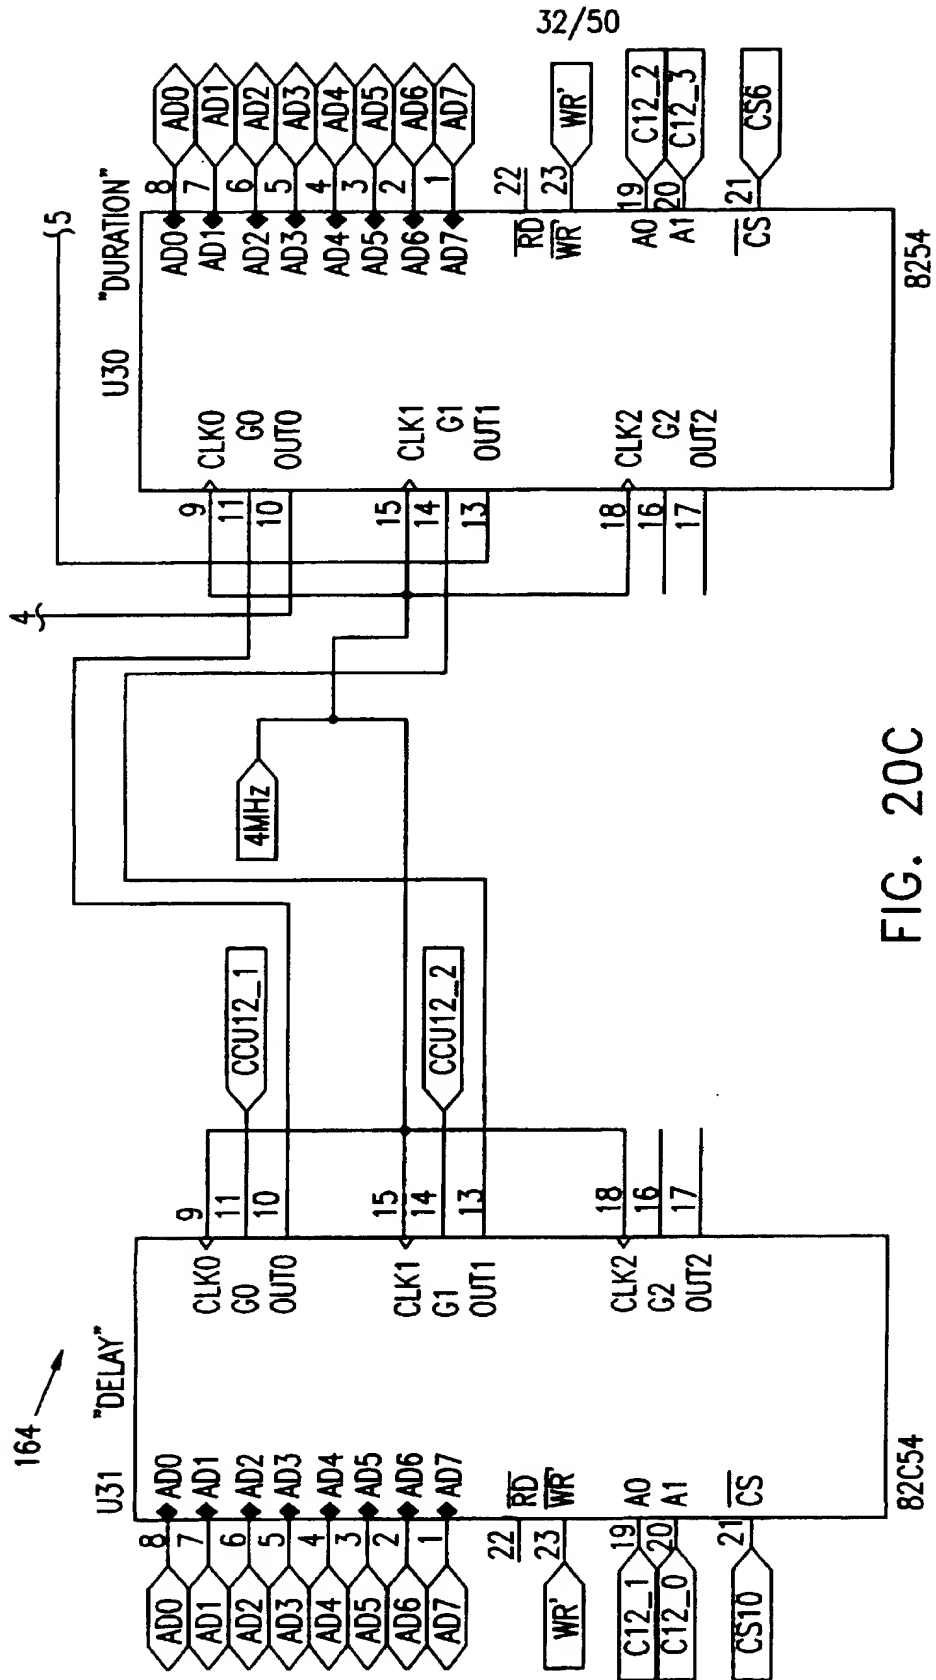 32/50
164
U31 "DELAY"
AD0 8 AD0
AD1 7 AD1
AD2 6 AD2
AD3 5 AD3
AD4 4 AD4
AD5 3 AD5
AD6 2 AD6
AD7 1 AD7
22 RD
WR' 23 WR
C12_1 19 A0
C12_0 20 A1
CS10 21 CS
82C54
CLK0 9
G0 11
OUT0 10
CLK1 15
G1 14
OUT1 13
CLK2 18
G2 16
OUT2 17
CCU12_1
CCU12_2
4MHz
4
5
U30 "DURATION"
9 CLK0
11 G0
10 OUT0
15 CLK1
14 G1
13 OUT1
18 CLK2
16 G2
17 OUT2
AD0 8 AD0
AD1 7 AD1
AD2 6 AD2
AD3 5 AD3
AD4 4 AD4
AD5 3 AD5
AD6 2 AD6
AD7 1 AD7
RD 22
WR 23 WR'
A0 19 C12_2
A1 20 C12_3
CS 21 CS6
8254
FIG. 20C